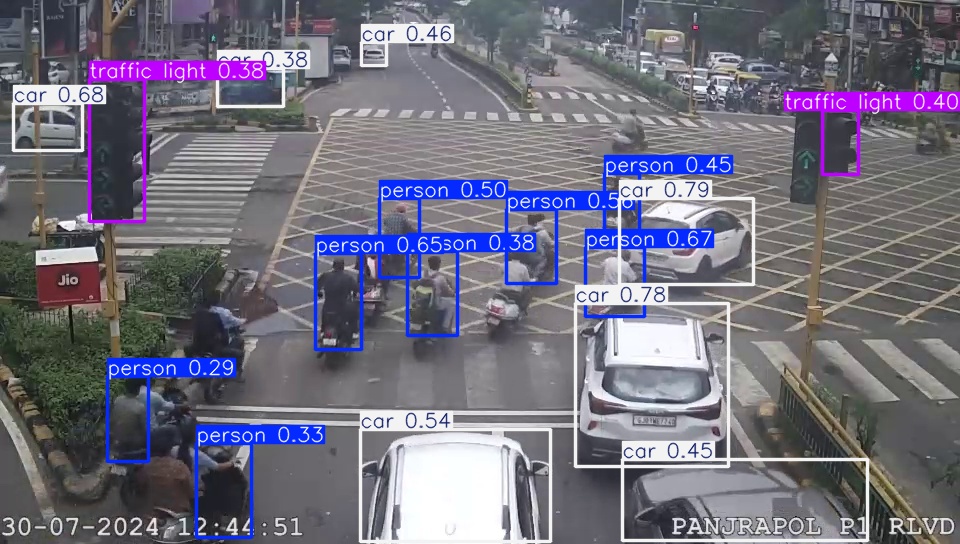 car 0.46
car 0.38
traffic light 0.38
car 0.68
traffic light 0.40
person 0.45
person 0.50
car 0.79
person 0.65
son 0.38
person 0.67
car 0.78
Jio
person 0.29
car 0.54
person 0.33
car 0.45
30-07-2024 12:44:51
PANJRAPOL P1 RLVD